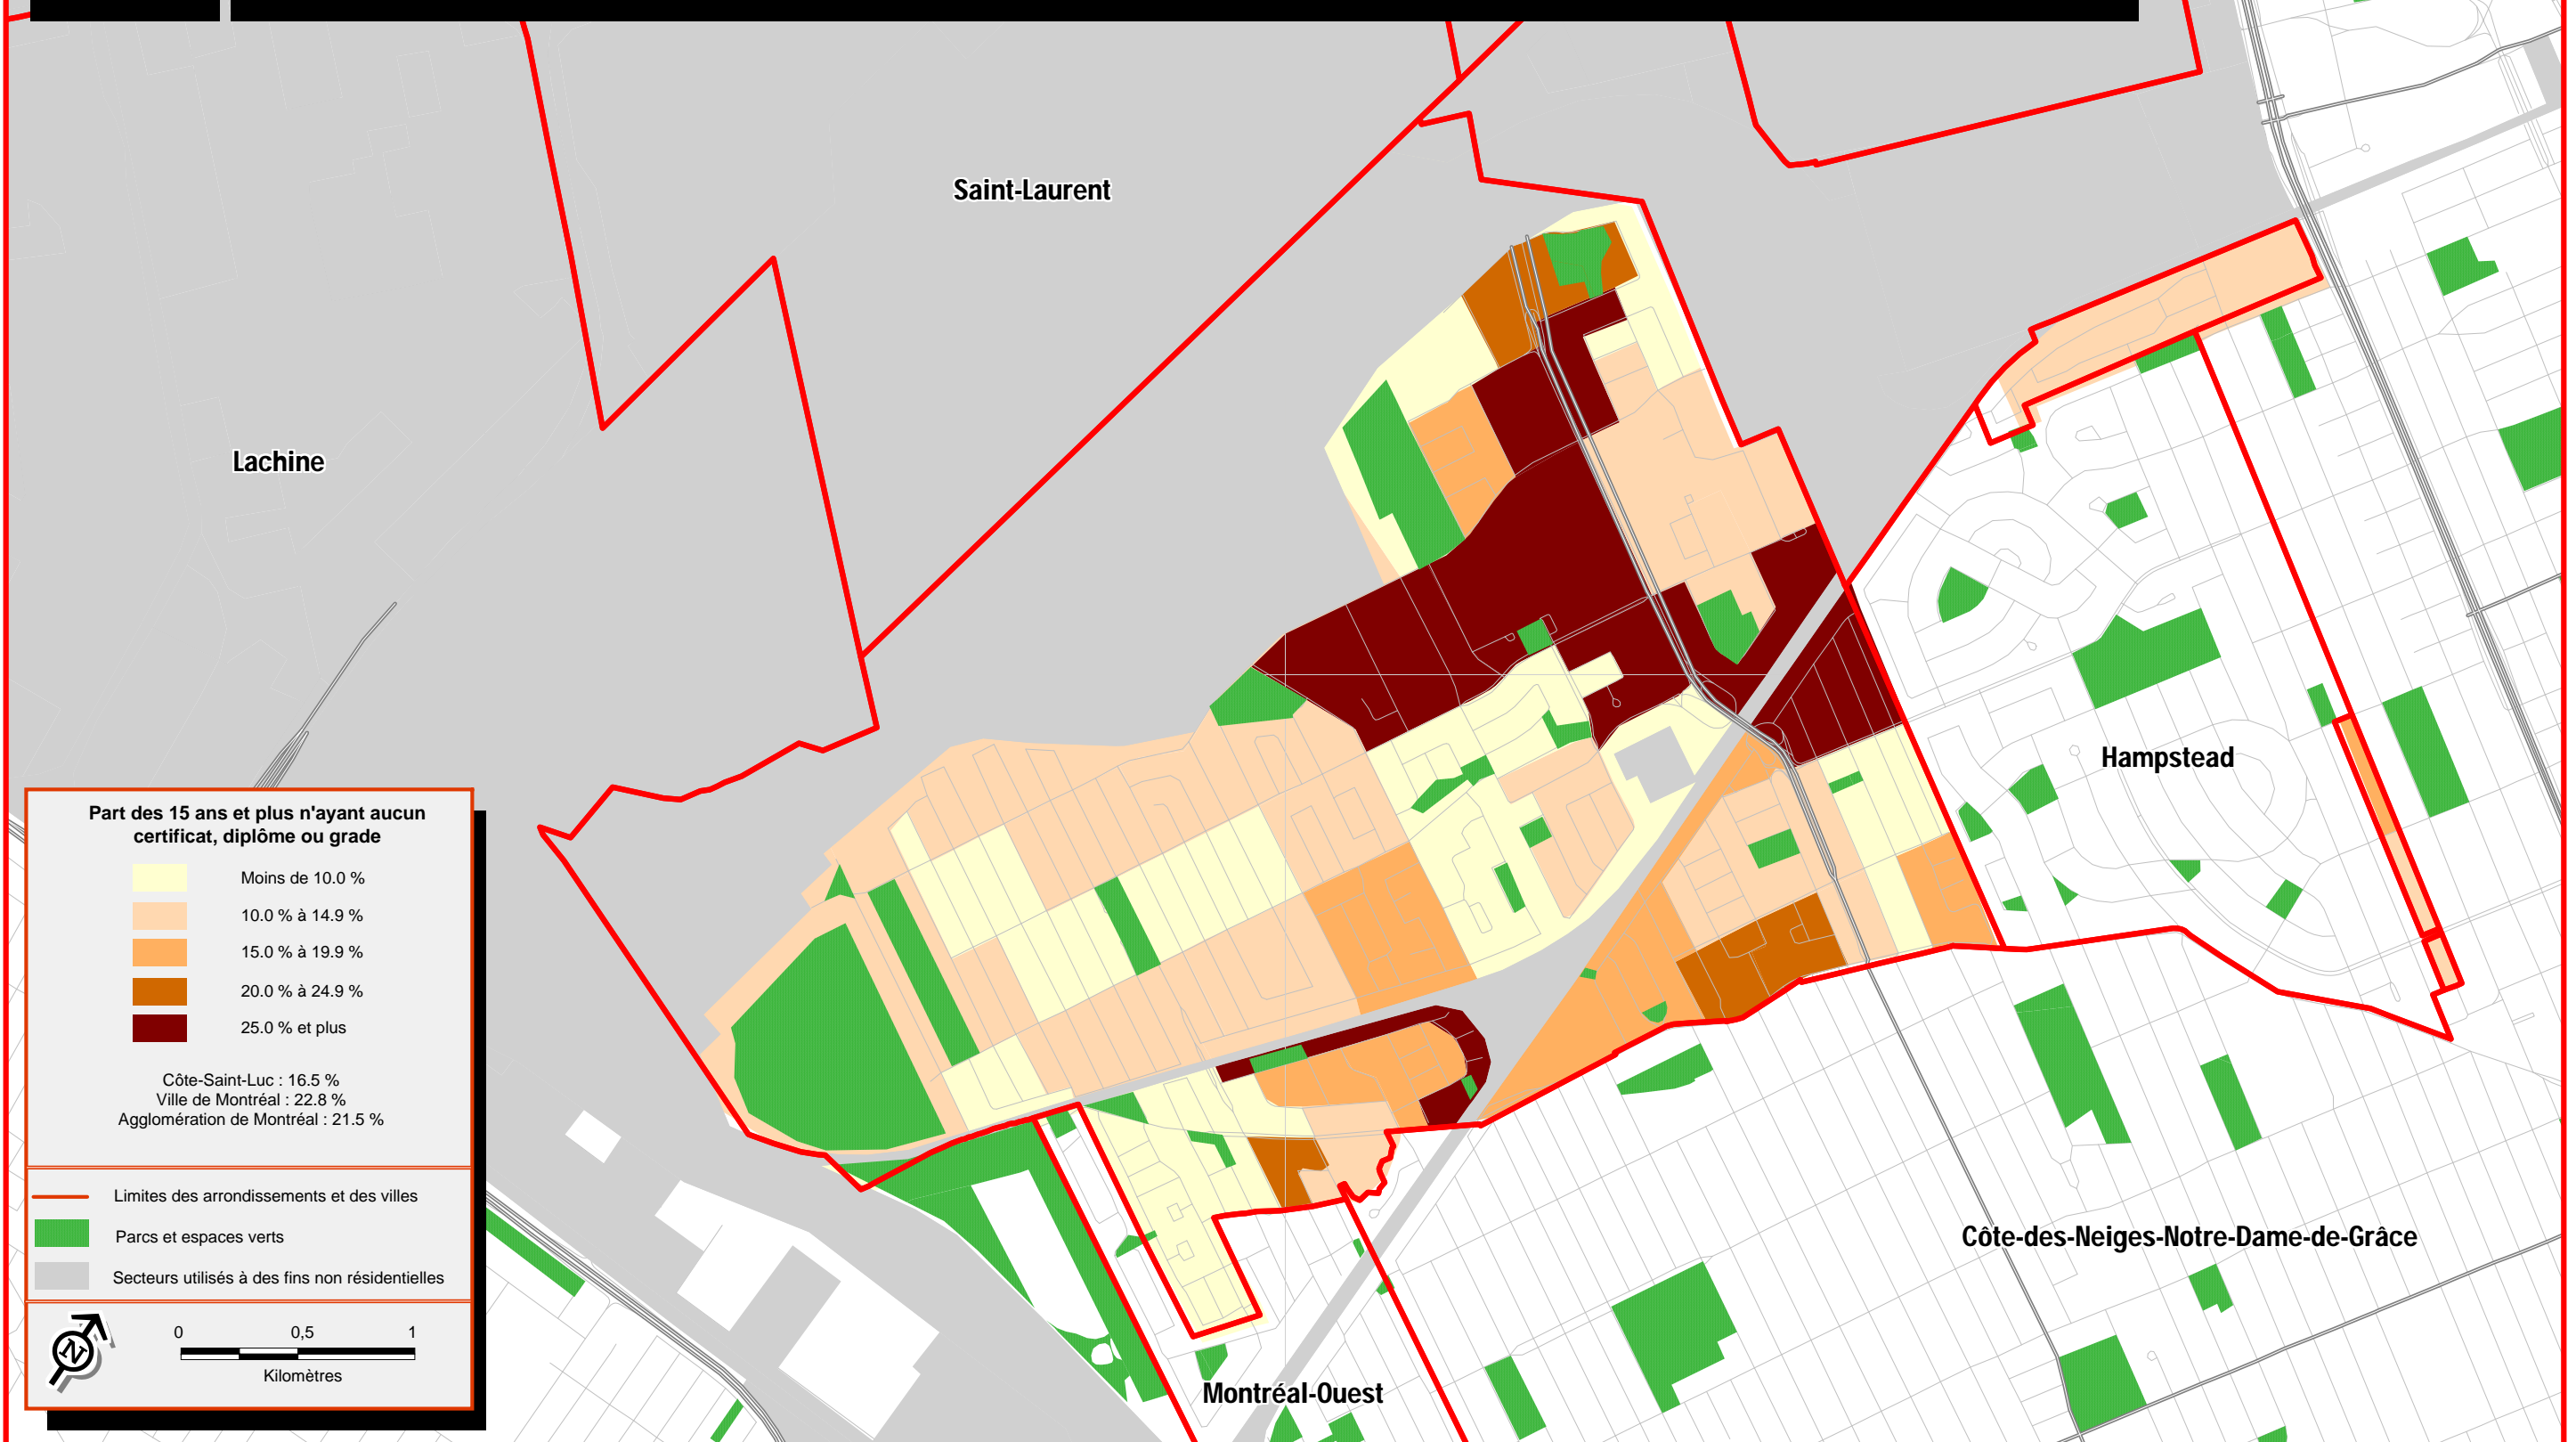 Saint-Laurent
Lachine
Hampstead
Côte-des-Neiges-Notre-Dame-de-Grâce
Montréal-Ouest
Part des 15 ans et plus n'ayant aucun
certificat, diplôme ou grade
Moins de 10.0 %
10.0 % à 14.9 %
15.0 % à 19.9 %
20.0 % à 24.9 %
25.0 % et plus
Côte-Saint-Luc : 16.5 %
Ville de Montréal : 22.8 %
Agglomération de Montréal : 21.5 %
Limites des arrondissements et des villes
Parcs et espaces verts
Secteurs utilisés à des fins non résidentielles
N
0 0,5 1
Kilomètres